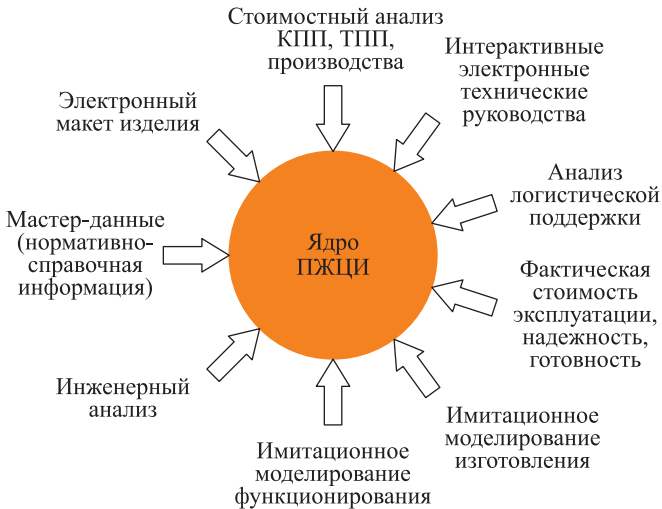 Стоимостный анализ
КПП, ТПП,
производства
Интерактивные
электронные
технические
руководства
Электронный
макет изделия
Анализ
логистической
поддержки
Мастер-данные
(нормативно-
справочная
информация)
Ядро
ПЖЦИ
Фактическая
стоимость
эксплуатации,
надежность,
готовность
Инженерный
анализ
Имитационное
моделирование
изготовления
Имитационное
моделирование
функционирования